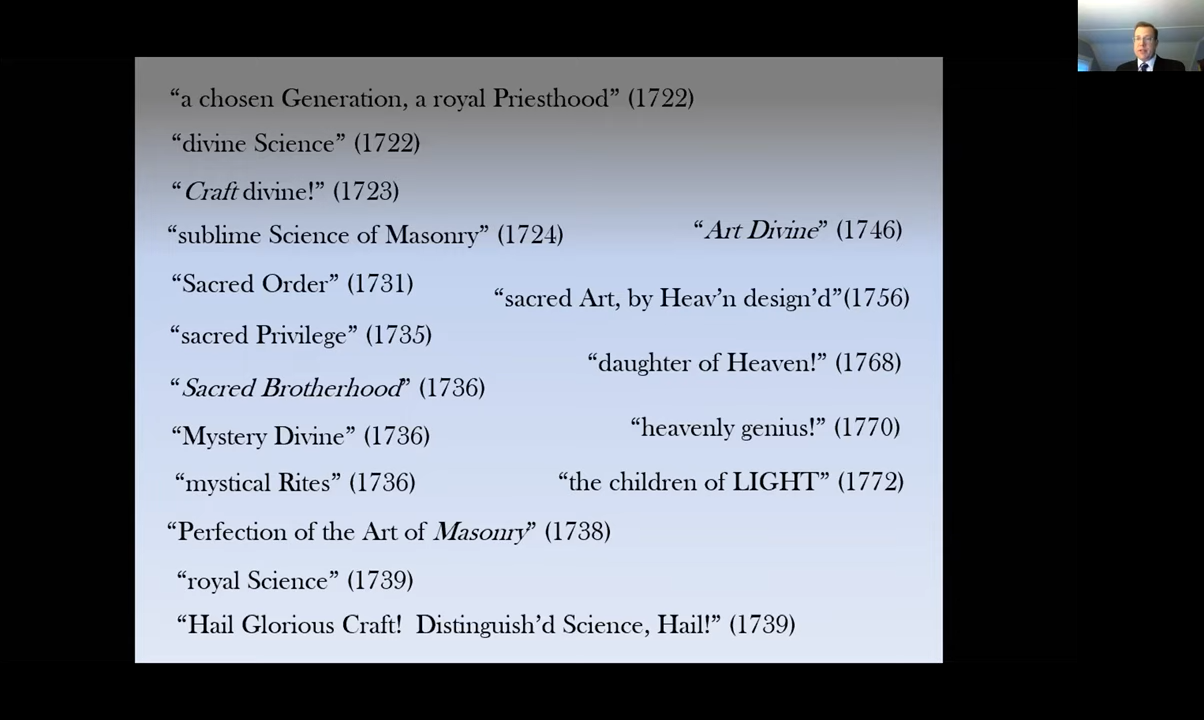 “a chosen Generation, a royal Priesthood” (1722)
“divine Science” (1722)
“Craft divine!” (1723)
“sublime Science of Masonry” (1724)
“Sacred Order” (1731)
“sacred Privilege” (1735)
“Sacred Brotherhood” (1736)
“Mystery Divine” (1736)
“mystical Rites” (1736)
“Perfection of the Art of Masonry” (1738)
“royal Science” (1739)
“Hail Glorious Craft!  Distinguish’d Science, Hail!” (1739)
“Art Divine” (1746)
“sacred Art, by Heav’n design’d”(1756)
“daughter of Heaven!” (1768)
“heavenly genius!” (1770)
“the children of LIGHT” (1772)